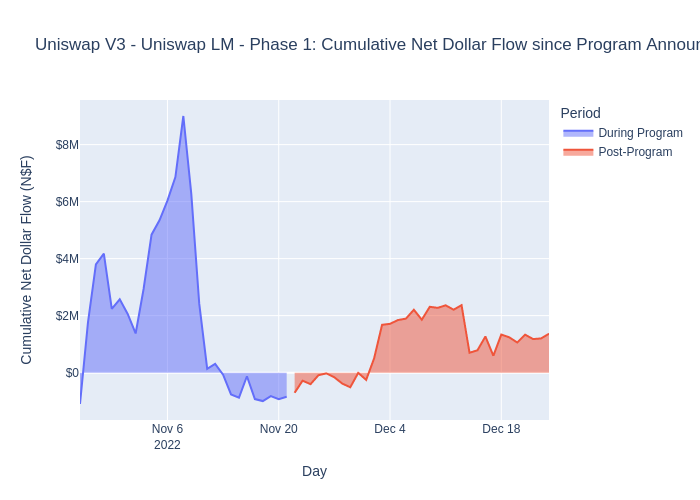 Uniswap V3 - Uniswap LM - Phase 1: Cumulative Net Dollar Flow since Program Announ
Period
During Program
Post-Program
Cumulative Net Dollar Flow (N$F)
$8M
$6M
$4M
$2M
$0
Nov 6
2022
Nov 20
Dec 4
Dec 18
Day